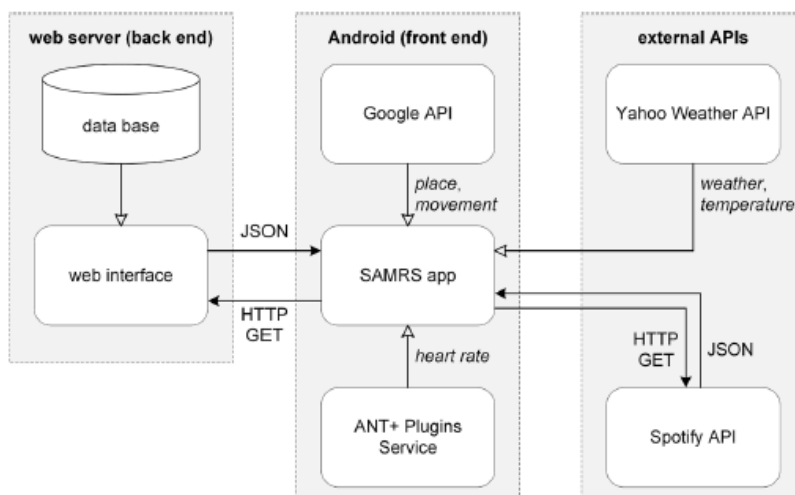 web server (back end)
Android (front end)
external APIs
data base
Google API
Yahoo Weather API
place,
movement
weather,
temperature
JSON
web interface
SAMRS app
HTTP
GET
HTTP
GET
JSON
heart rate
ANT+ Plugins
Service
Spotify API